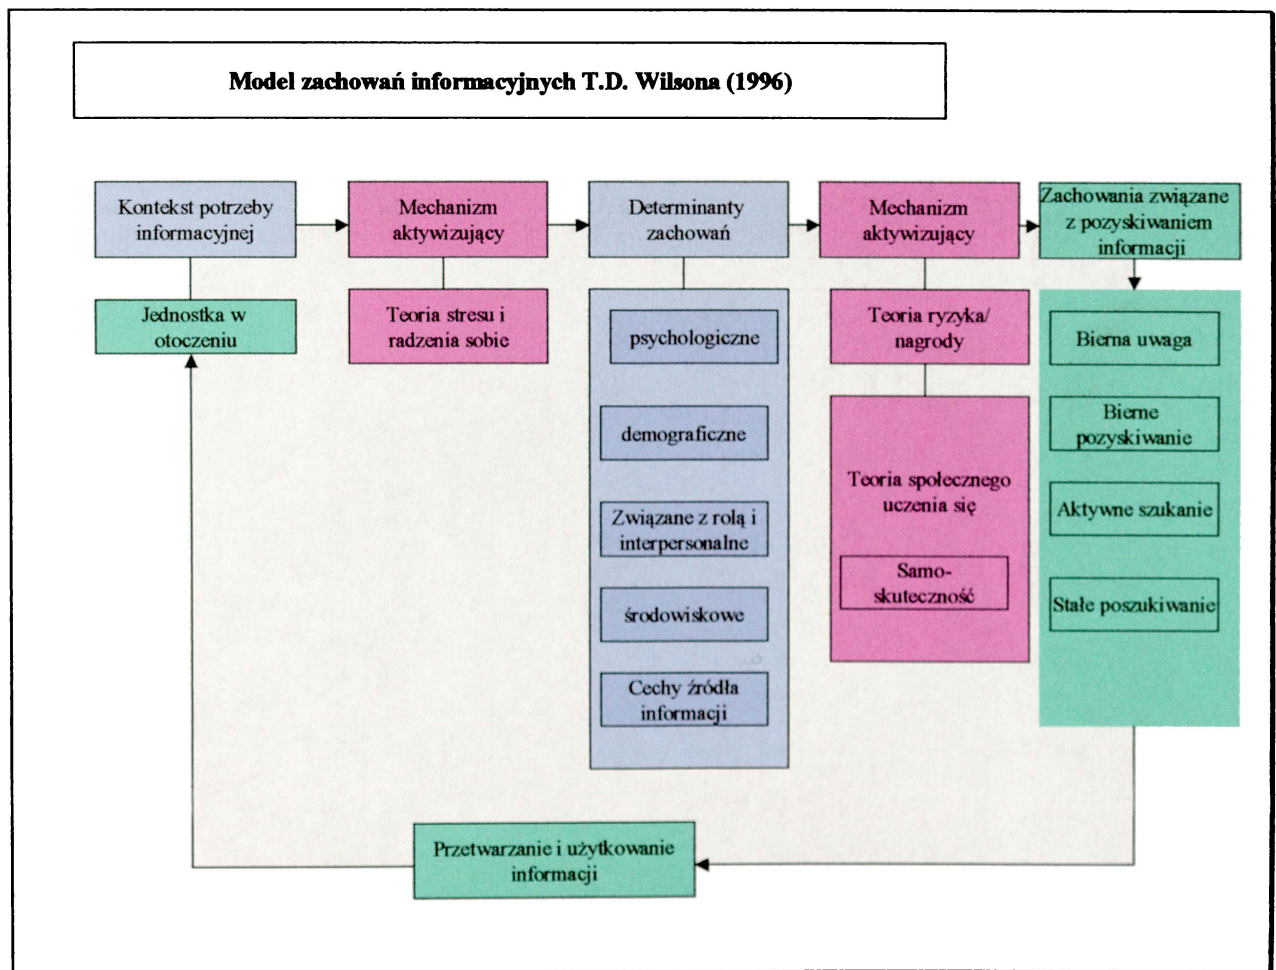 Model zachowań informacyjnych T.D. Wilsona (1996)
Kontekst potrzeby
informacyjnej
Mechanizm
aktywizujący
Determinanty
zachowań
Mechanizm
aktywizujący
Zachowania związane
z pozyskiwaniem
informacji
Jednostka w
otoczeniu
Teoria stresu i
radzenia sobie
psychologiczne
demograficzne
Związane z rolą i
interpersonalne
środowiskowe
Cechy źródła
informacji
Teoria ryzyka/
nagrody
Teoria społecznego
uczenia się
Samo-
skuteczność
Bierna uwaga
Bierne
pozyskiwanie
Aktywne szukanie
Stałe poszukiwanie
Przetwarzanie i użytkowanie
informacji